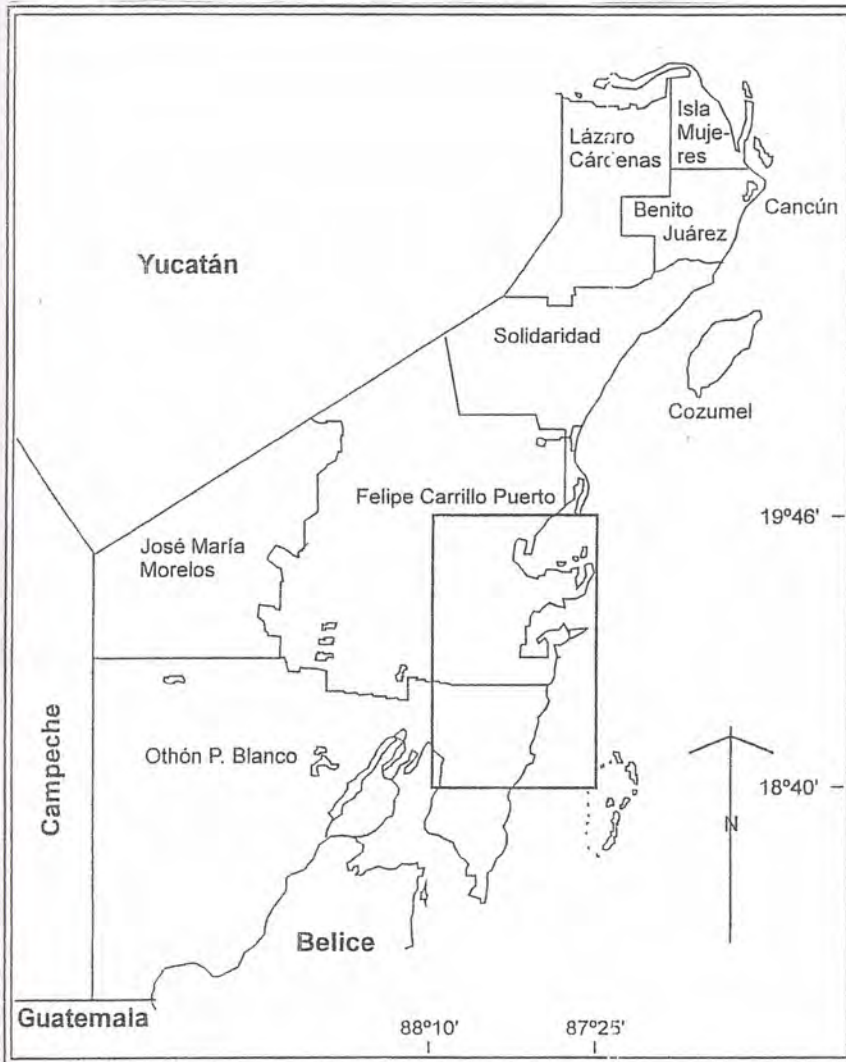 Isla
Muje-
res
Lázaro
Cárdenas
Benito
Juárez
Cancún
Yucatán
Solidaridad
Cozumel
Felipe Carrillo Puerto
19º46'
José María
Morelos
Othón P. Blanco
Campeche
18º40'
N
Belice
Guatemala
88º10'
87º25'